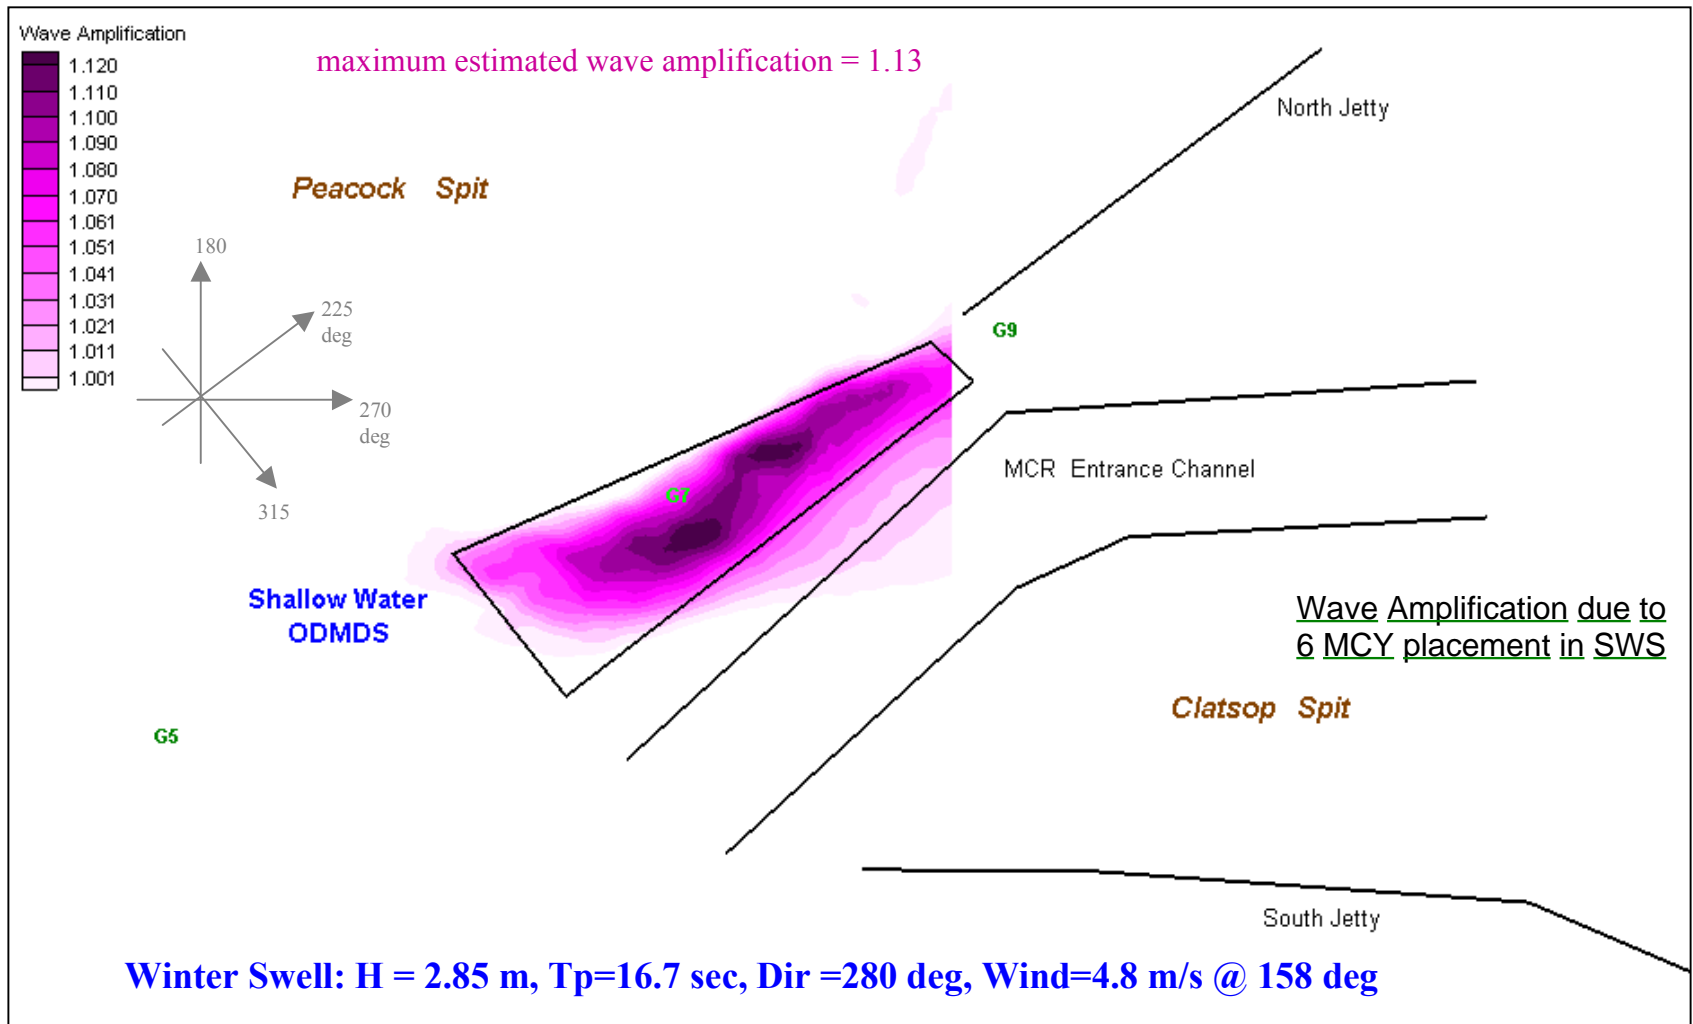 Wave Amplification
1.120
1.110
1.100
1.090
1.080
1.070
1.061
1.051
1.041
1.031
1.021
1.011
1.001
maximum estimated wave amplification = 1.13
North Jetty
Peacock Spit
180
225
deg
270
deg
315
G9
MCR Entrance Channel
G7
Shallow Water
ODMDS
Wave Amplification due to
6 MCY placement in SWS
Clatsop Spit
G5
South Jetty
Winter Swell: H = 2.85 m, Tp=16.7 sec, Dir =280 deg, Wind=4.8 m/s @ 158 deg